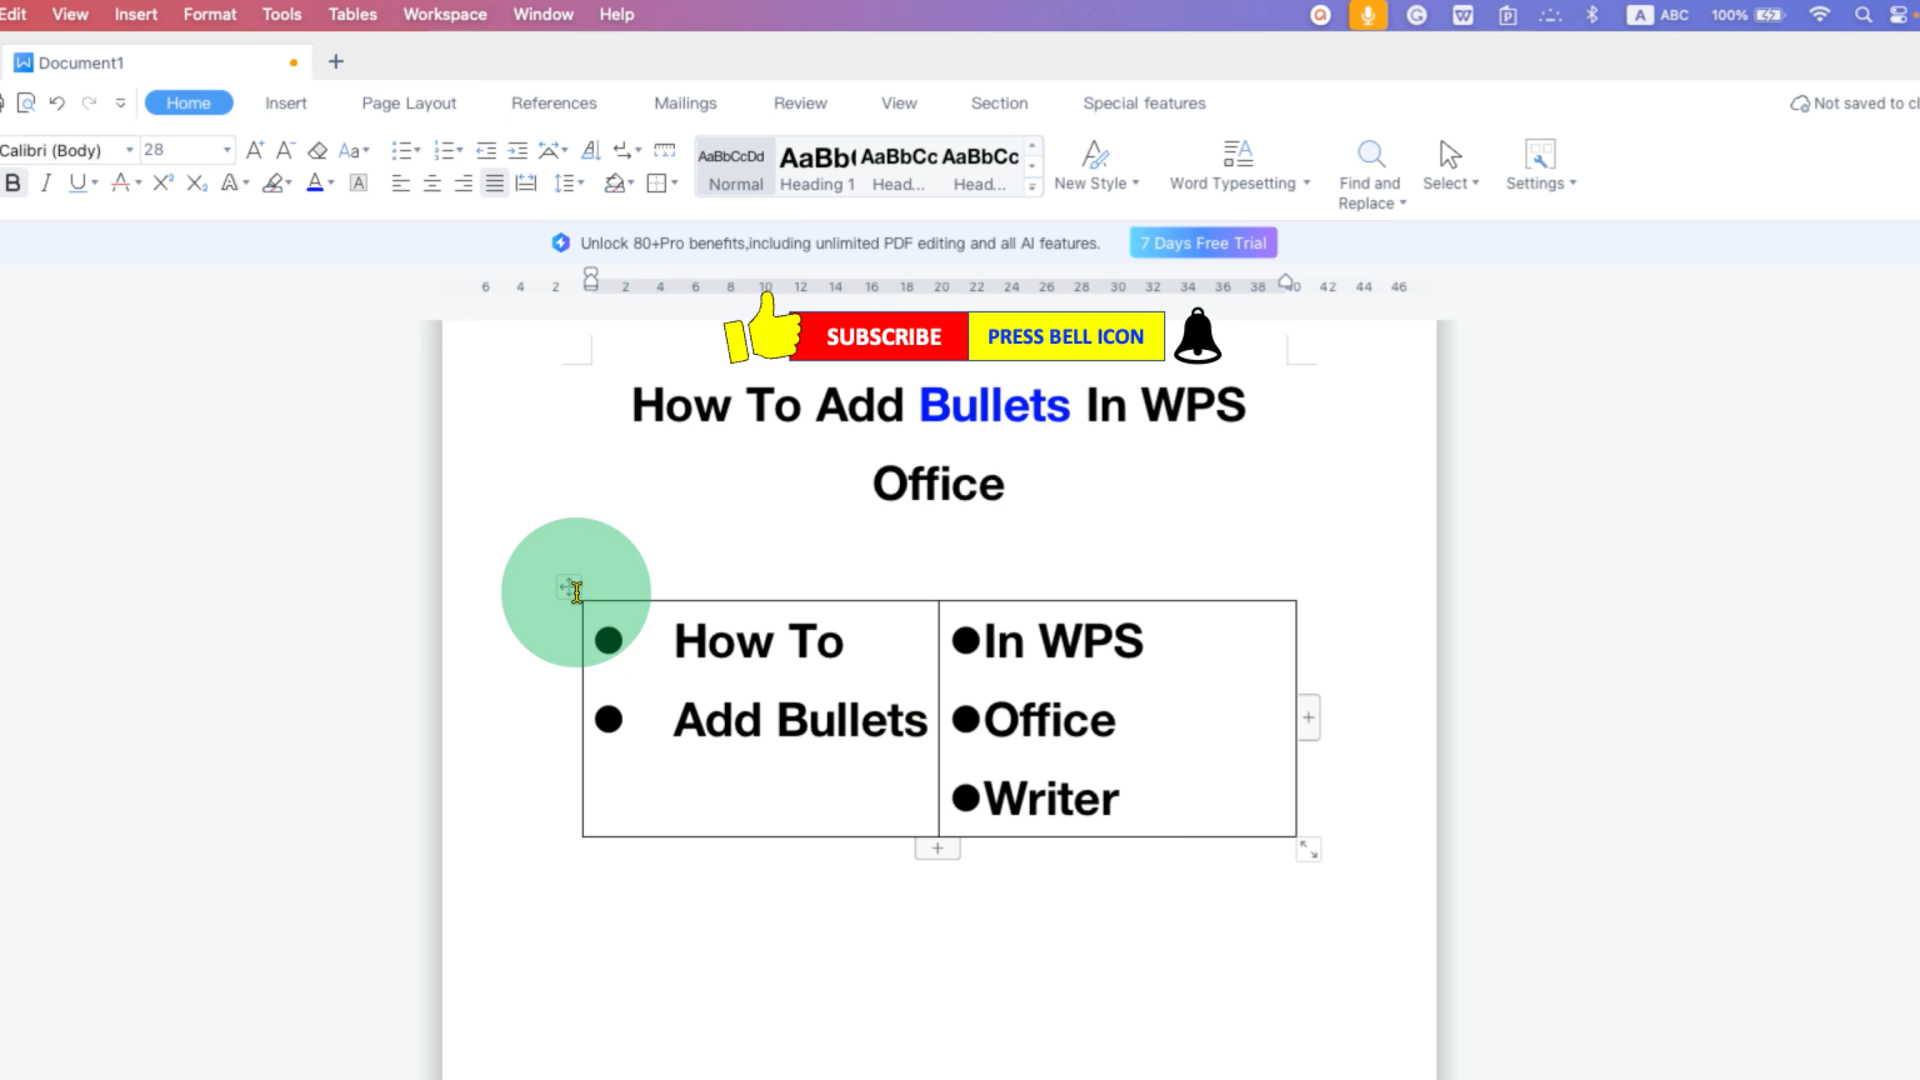 Edit View Insert Format Tools Tables Workspace Window Help A ABC 100%
Document1
Home Insert Page Layout References Mailings Review View Section Special features Not saved to cl
Calibri (Body) 28 AaBbCcDd AaBb( AaBbCc AaBbCc
Normal Heading 1 Head... Head... New Style Word Typesetting Find and Replace Select Settings
Unlock 80+Pro benefits,including unlimited PDF editing and all AI features. 7 Days Free Trial
6 4 2 2 4 6 8 10 12 14 16 18 20 22 24 26 28 30 32 34 36 38 40 42 44 46
SUBSCRIBE PRESS BELL ICON
How To Add Bullets In WPS
Office
● How To
● Add Bullets
●In WPS
●Office
●Writer